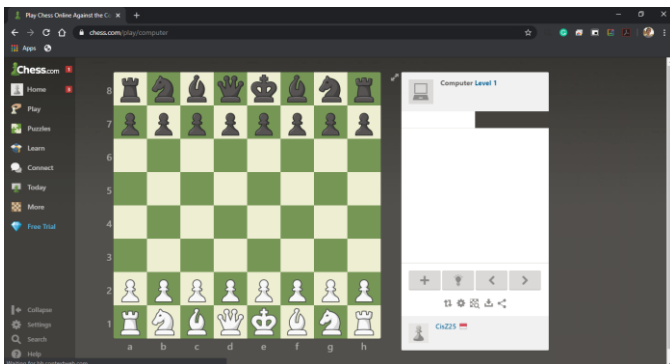 Play Chess Online Against the Co
chess.com/play/computer
Apps
Chess.com
Home
Play
Puzzles
Learn
Connect
Today
More
Free Trial
Collapse
Settings
Search
Help
8
7
6
5
4
3
2
1
a b c d e f g h
Computer Level 1
CisZ25